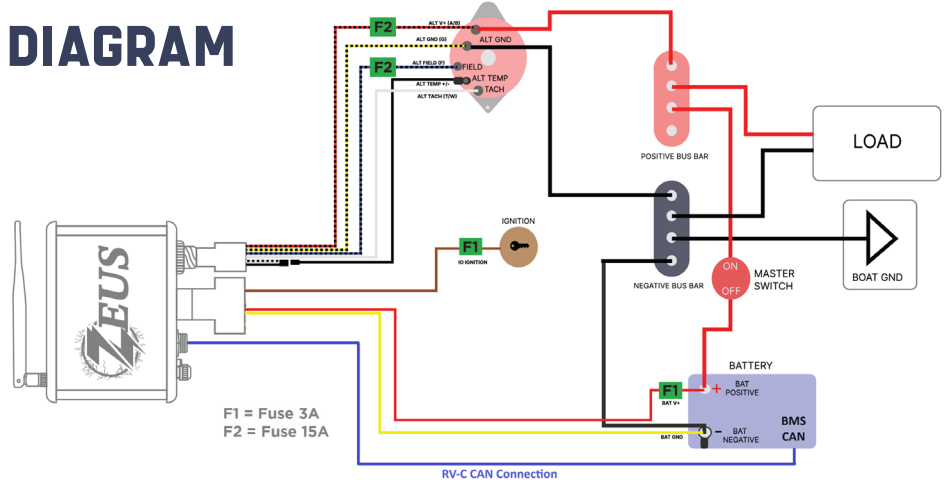 DIAGRAM
F2
ALT V+ (A/B)
ALT GND
ALT GND (G)
F2
ALT FIELD (F)
FIELD
ALT TEMP +/-
ALT TEMP
TACH
ALT TACH (T/W)
POSITIVE BUS BAR
LOAD
ZEUS
IGNITION
F1
IO IGNITION
NEGATIVE BUS BAR
ON
OFF
MASTER
SWITCH
BOAT GND
F1 = Fuse 3A
F2 = Fuse 15A
BATTERY
F1
BAT V+
+
BAT
POSITIVE
BAT GND
-
BAT
NEGATIVE
BMS
CAN
RV-C CAN Connection